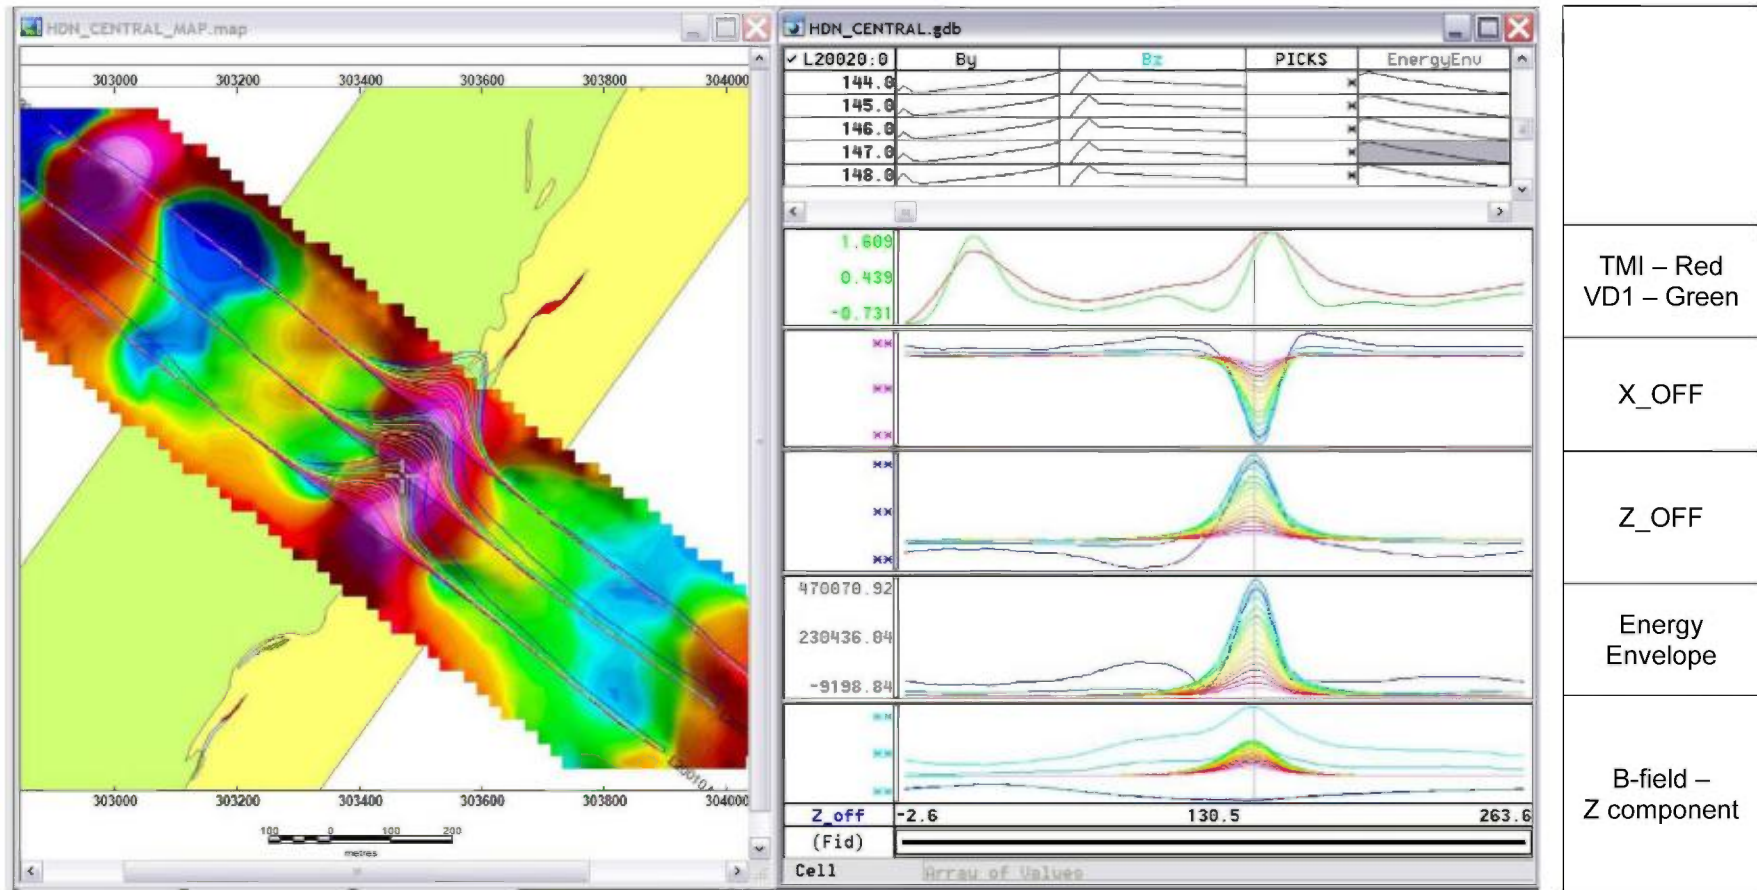 HDN_CENTRAL_MAP.map
303000 303200 303400 303600 303800 304000
303000 303200 303400 303600 303800 304000
100 0 100 200
metres
HDN_CENTRAL.gdb
L20020:0 By Bz PICKS EnergyEnv
144.0
145.0
146.0
147.0
148.0
1.609
0.439
-0.731
**
**
**
**
**
**
470070.92
230436.04
-9198.84
**
**
**
Z_off -2.6 130.5 263.6
(Fid)
Cell Array of Values
TMI – Red
VD1 – Green
X_OFF
Z_OFF
Energy
Envelope
B-field –
Z component